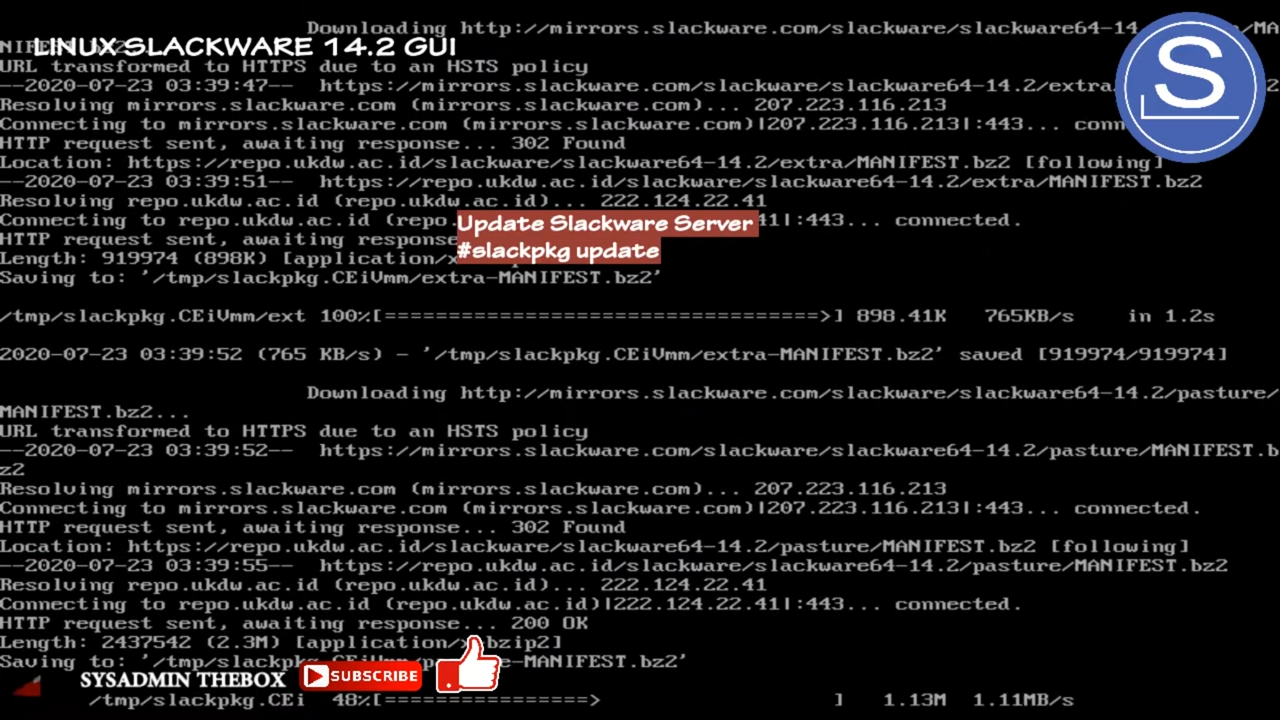 Downloading http://mirrors.slackware.com/slackware/slackware64-14.
LINUX SLACKWARE 14.2 GUI
URL transformed to HTTPS due to an HSTS policy
--2020-07-23 03:39:47-- https://mirrors.slackware.com/slackware/slackware64-14.2/extra
Resolving mirrors.slackware.com (mirrors.slackware.com)... 207.223.116.213
Connecting to mirrors.slackware.com (mirrors.slackware.com)|207.223.116.213|:443... conn
HTTP request sent, awaiting response... 302 Found
Location: https://repo.ukdw.ac.id/slackware/slackware64-14.2/extra/MANIFEST.bz2 [following]
--2020-07-23 03:39:51-- https://repo.ukdw.ac.id/slackware/slackware64-14.2/extra/MANIFEST.bz2
Resolving repo.ukdw.ac.id (repo.ukdw.ac.id)... 222.124.22.41
Connecting to repo.ukdw.ac.id (repo. 41|:443... connected.
Update Slackware Server
HTTP request sent, awaiting response
#slackpkg update
Length: 919974 (898K) [application/x
Saving to: '/tmp/slackpkg.CEiVmm/extra-MANIFEST.bz2'
/tmp/slackpkg.CEiVmm/ext 100%[===================================>] 898.41K 765KB/s in 1.2s
2020-07-23 03:39:52 (765 KB/s) - '/tmp/slackpkg.CEiVmm/extra-MANIFEST.bz2' saved [919974/919974]
Downloading http://mirrors.slackware.com/slackware/slackware64-14.2/pasture/
MANIFEST.bz2...
URL transformed to HTTPS due to an HSTS policy
--2020-07-23 03:39:52-- https://mirrors.slackware.com/slackware/slackware64-14.2/pasture/MANIFEST.b
z2
Resolving mirrors.slackware.com (mirrors.slackware.com)... 207.223.116.213
Connecting to mirrors.slackware.com (mirrors.slackware.com)|207.223.116.213|:443... connected.
HTTP request sent, awaiting response... 302 Found
Location: https://repo.ukdw.ac.id/slackware/slackware64-14.2/pasture/MANIFEST.bz2 [following]
--2020-07-23 03:39:55-- https://repo.ukdw.ac.id/slackware/slackware64-14.2/pasture/MANIFEST.bz2
Resolving repo.ukdw.ac.id (repo.ukdw.ac.id)... 222.124.22.41
Connecting to repo.ukdw.ac.id (repo.ukdw.ac.id)|222.124.22.41|:443... connected.
HTTP request sent, awaiting response... 200 OK
Length: 2437542 (2.3M) [application/x-bzip2]
Saving to: '/tmp/slackpkg.CEiVmm/p e-MANIFEST.bz2'
SYSADMIN THEBOX SUBSCRIBE
/tmp/slackpkg.CEi 48%[================> ] 1.13M 1.11MB/s
S